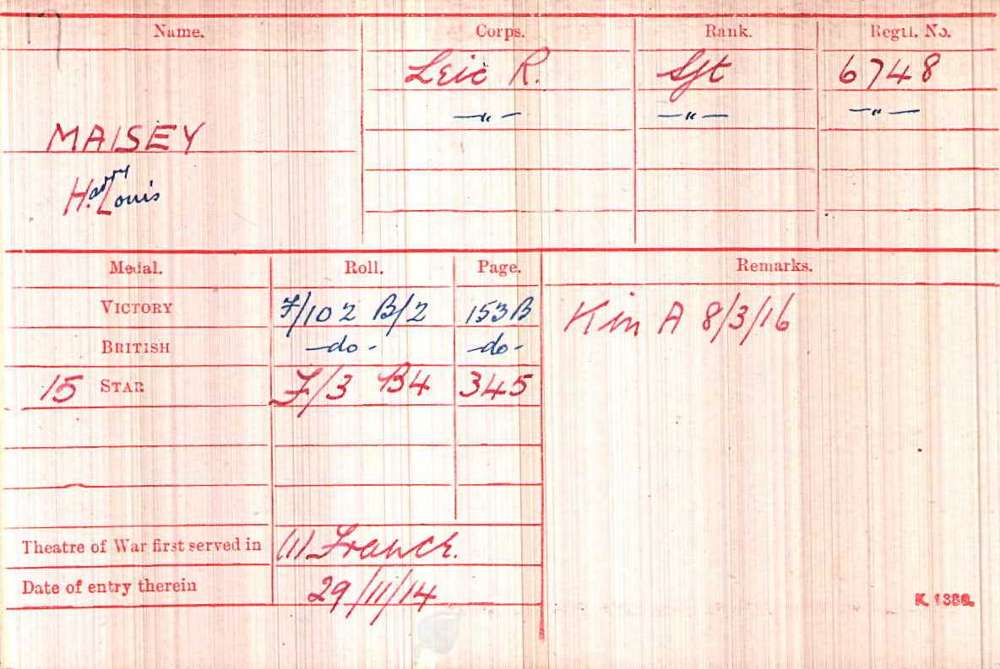 Name. Corps. Rank. Regtl. No.
Leic R. Sjt 6748
—"— —"— —"—
MAISEY
H.arry Louis
Medal. Roll. Page. Remarks.
VICTORY F/102 B/2 153B K in A 8/3/16
BRITISH —do- —do-
15 STAR F/3 B4 345
Theatre of War first served in (1) France.
Date of entry therein 29/11/14
K. 1380.